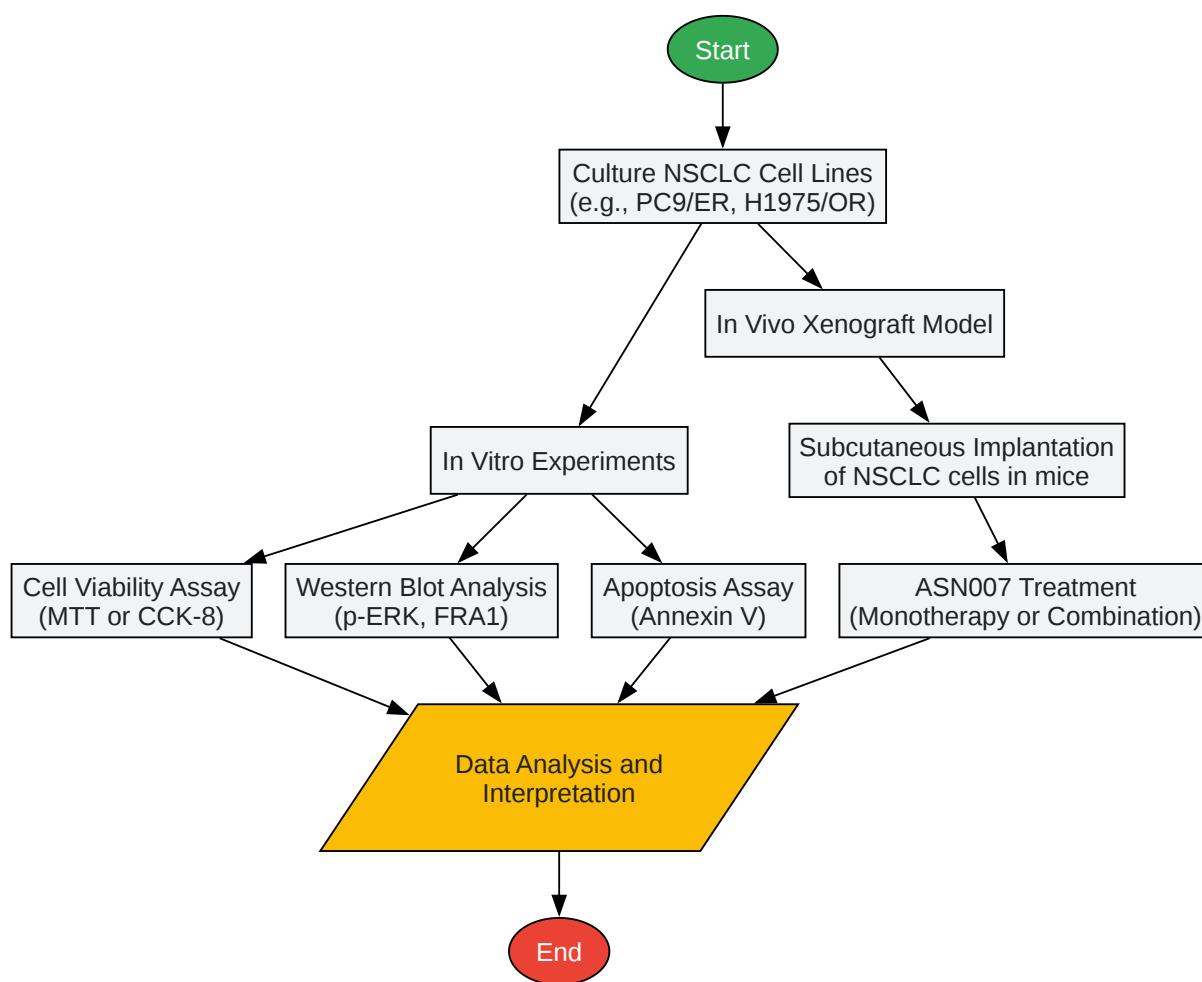 Start
Culture NSCLC Cell Lines
(e.g., PC9/ER, H1975/OR)
In Vivo Xenograft Model
In Vitro Experiments
Subcutaneous Implantation
of NSCLC cells in mice
Cell Viability Assay
(MTT or CCK-8)
Western Blot Analysis
(p-ERK, FRA1)
Apoptosis Assay
(Annexin V)
ASN007 Treatment
(Monotherapy or Combination)
Data Analysis and
Interpretation
End